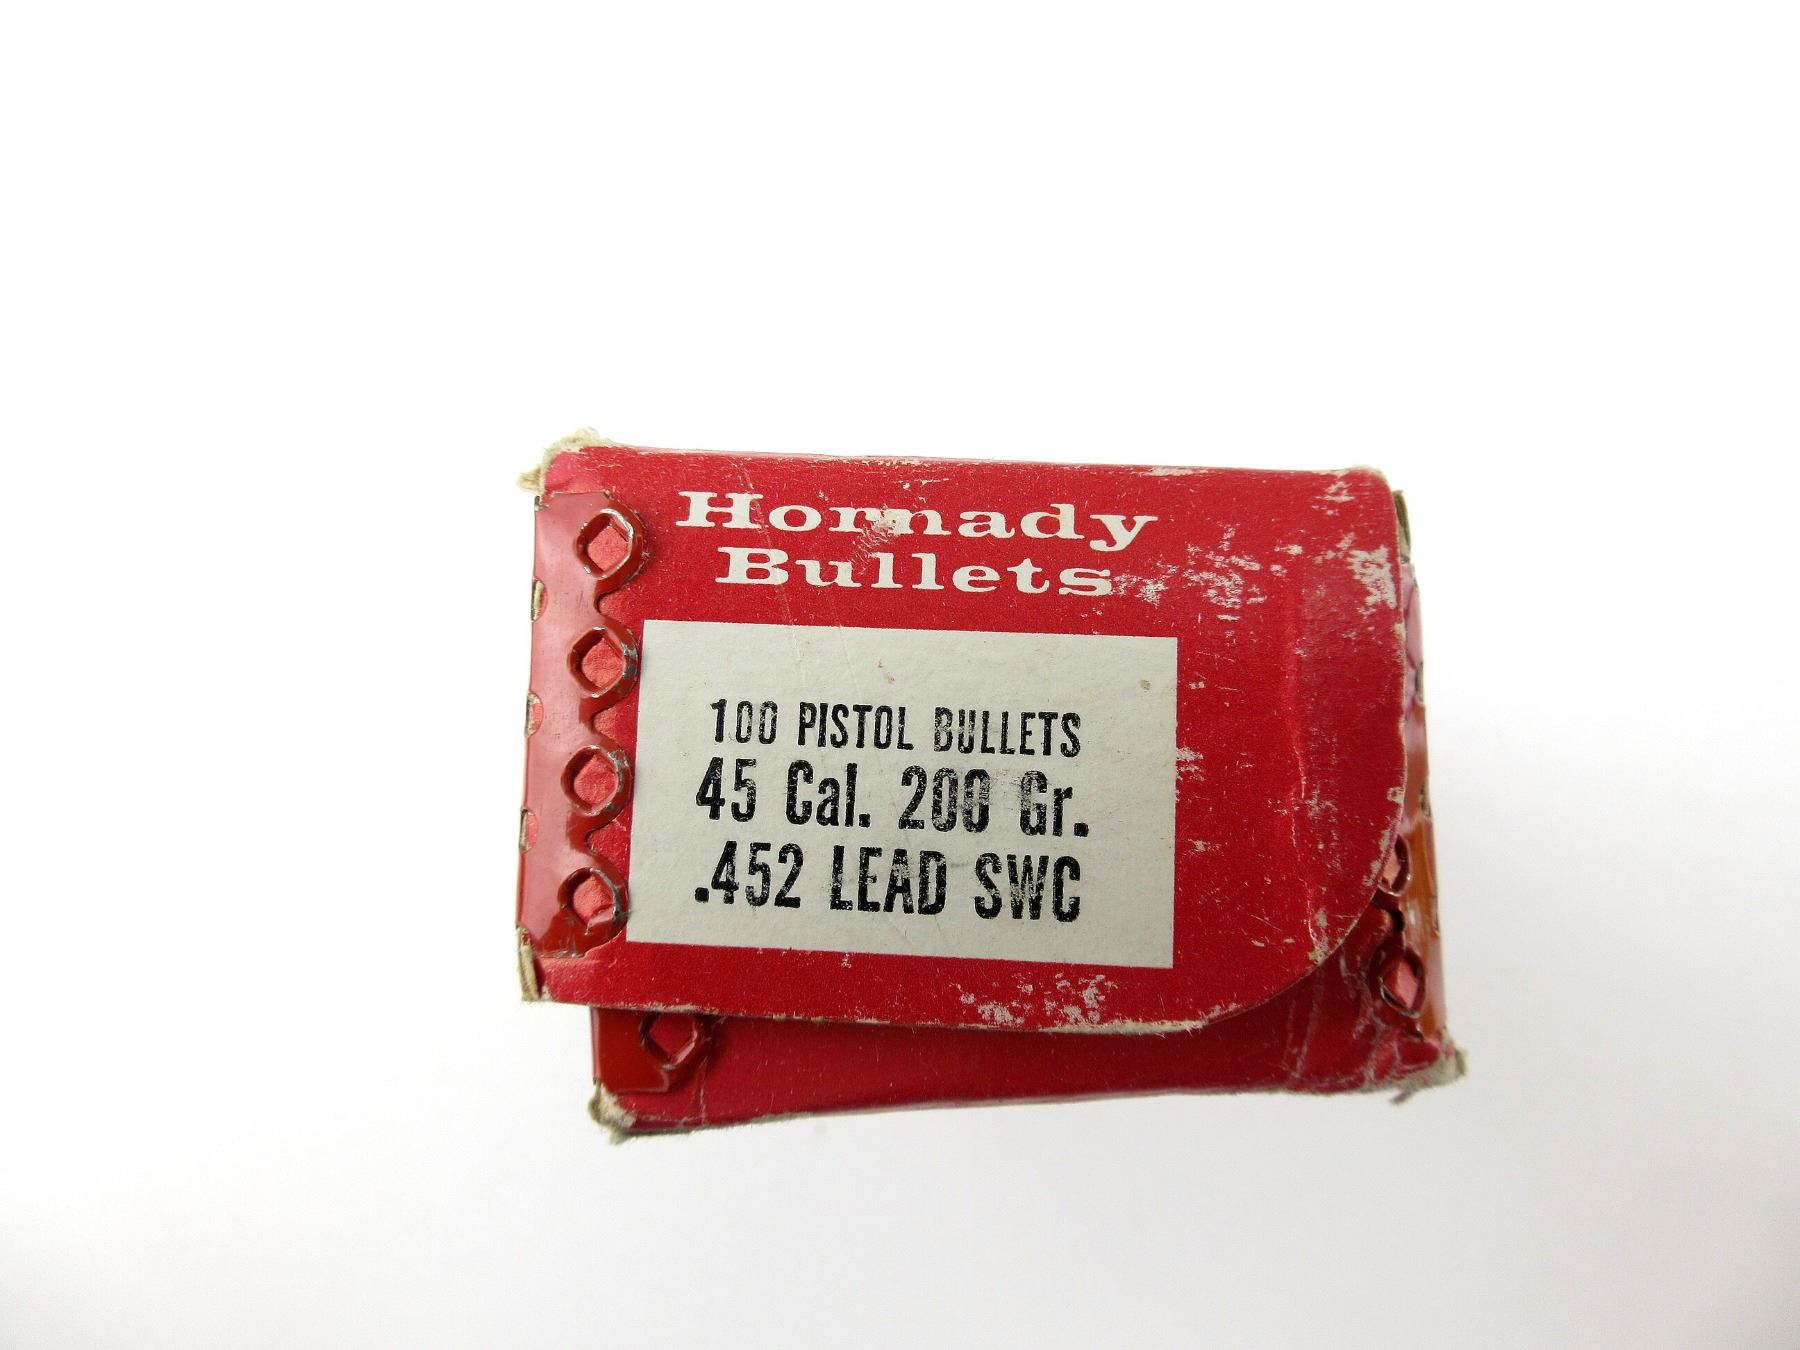 Hornady
Bullets
100 PISTOL BULLETS
45 Cal. 200 Gr.
.452 LEAD SWC